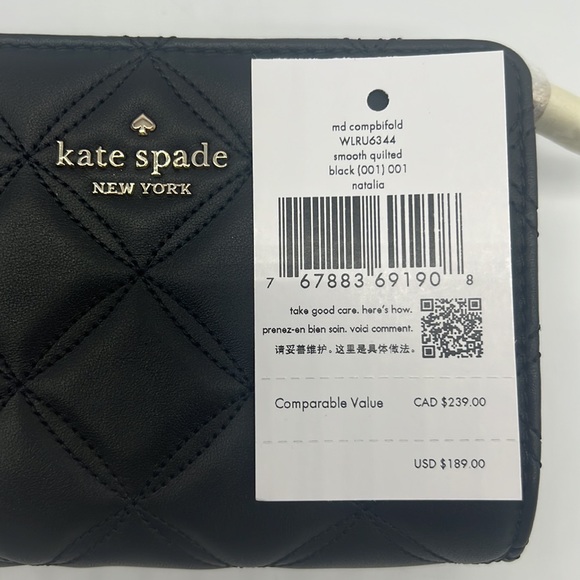 kate spade
NEW YORK
md compbifold
WLRU6344
smooth quilted
black (001) 001
natalia
7 67883 69190 8
take good care. here's how.
prenez-en bien soin. voici comment.
请妥善维护。这里是具体做法。
Comparable Value CAD $239.00
USD $189.00